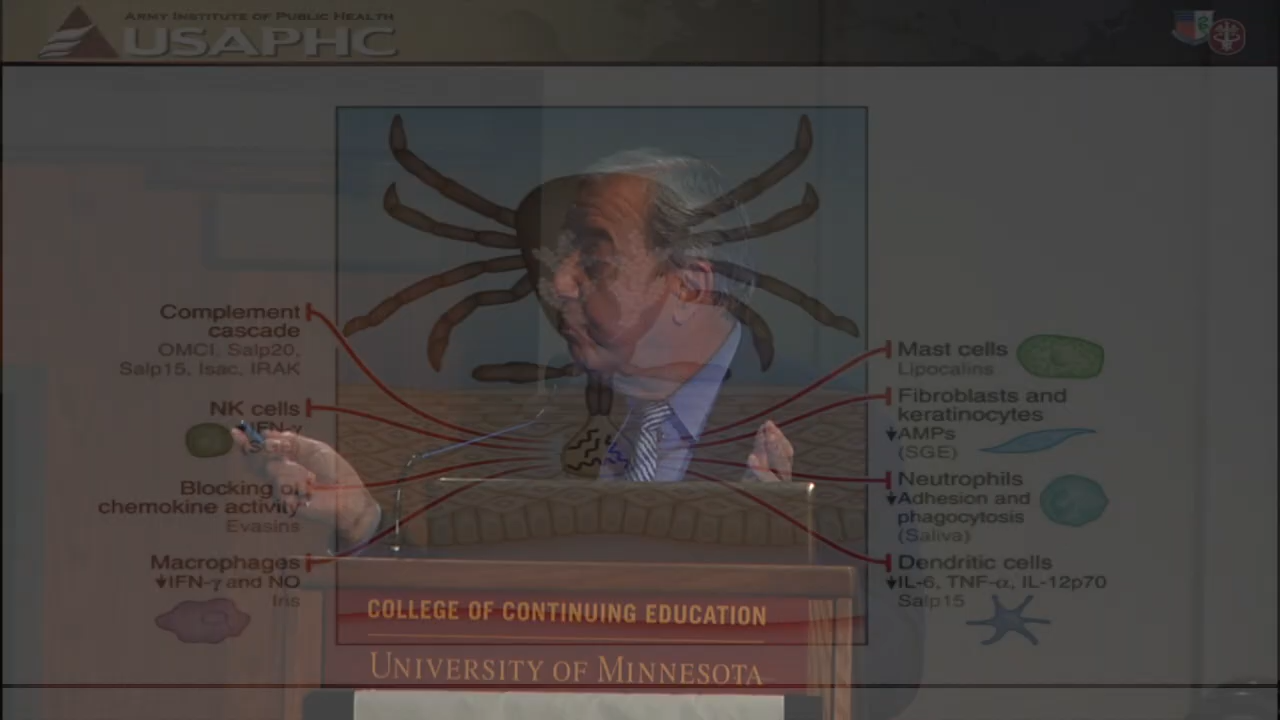 ARMY INSTITUTE OF PUBLIC HEALTH
USAPHC
Complement
cascade
OMCI, Salp20,
Salp15, Isac, IRAK
NK cells
IFN-γ
Blocking of
chemokine activity
Evasins
Macrophages
↓IFN-γ and NO
Iris
Mast cells
Lipocalins
Fibroblasts and
keratinocytes
↓AMPs
(SGE)
Neutrophils
↓Adhesion and
phagocytosis
(Saliva)
Dendritic cells
↓IL-6, TNF-α, IL-12p70
Salp15
COLLEGE OF CONTINUING EDUCATION
UNIVERSITY OF MINNESOTA